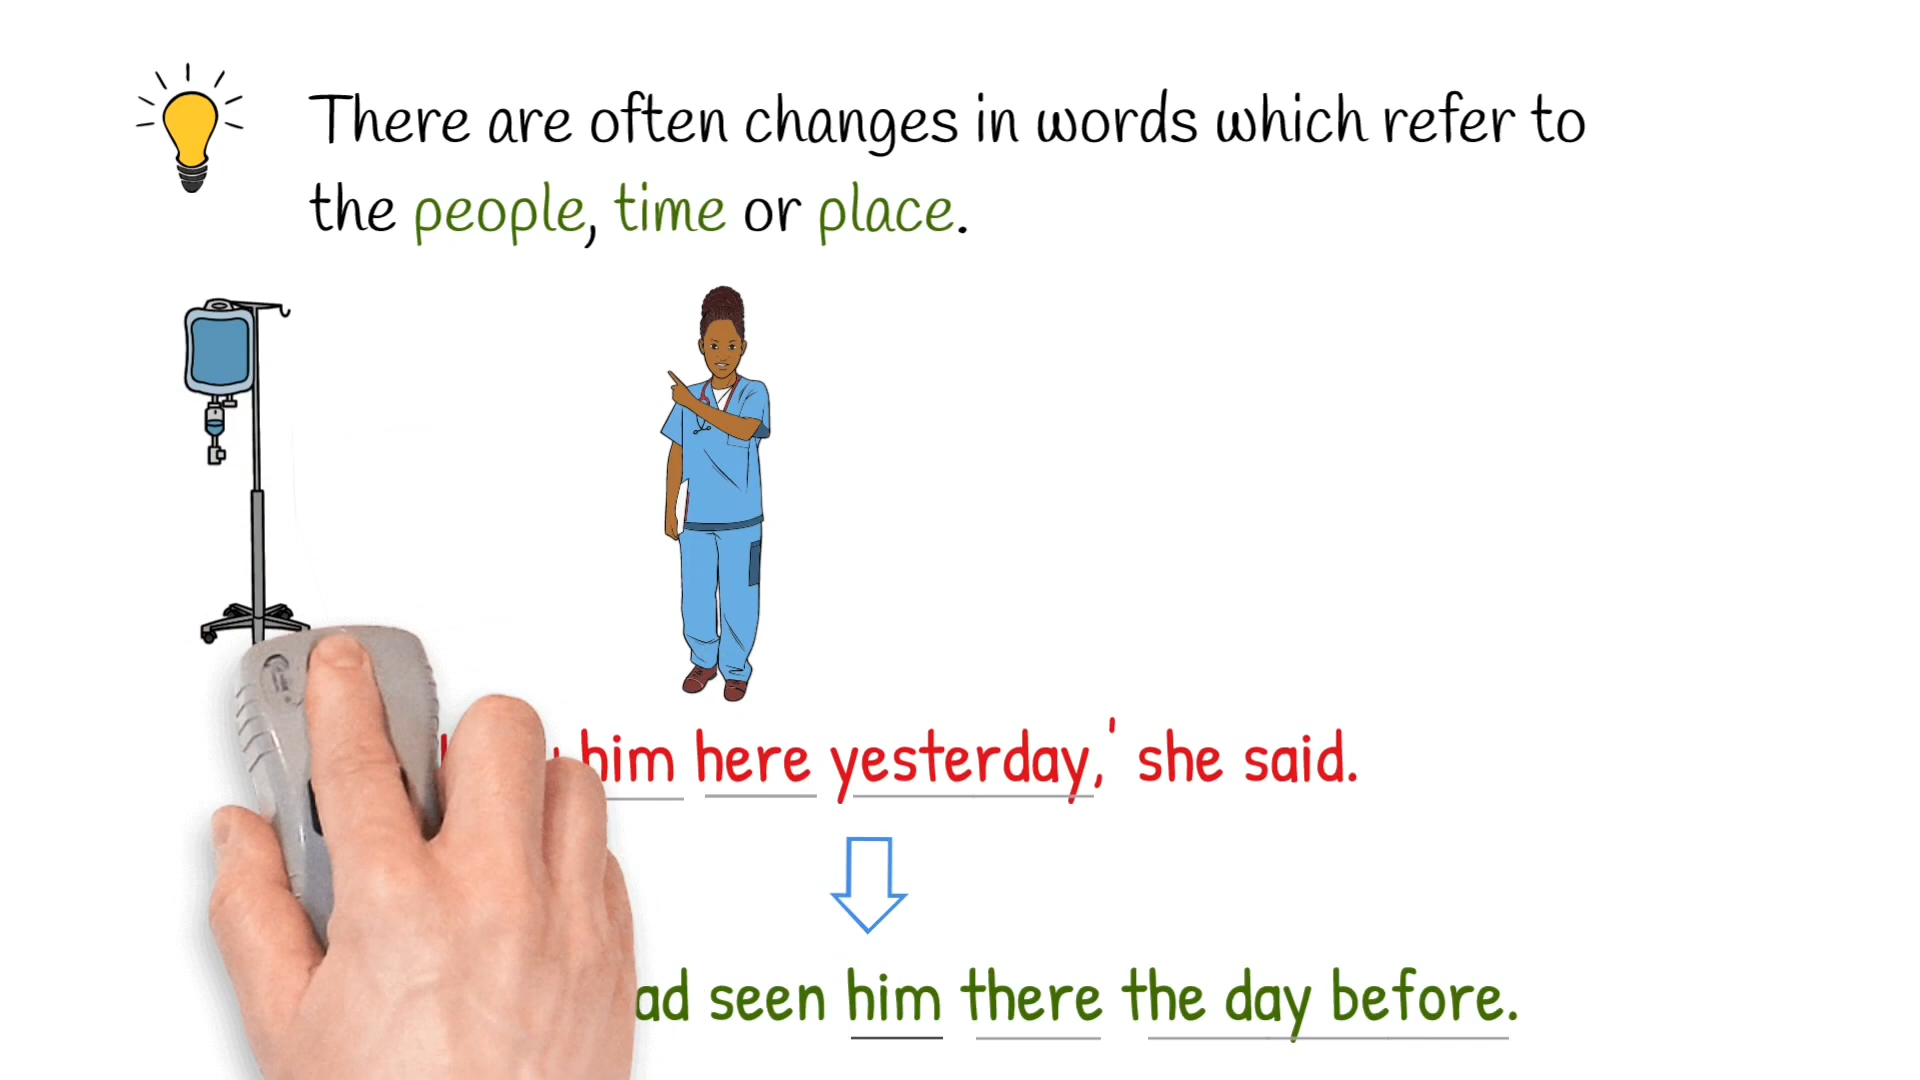 There are often changes in words which refer to
the people, time or place.
him here yesterday,' she said.
seen him there the day before.